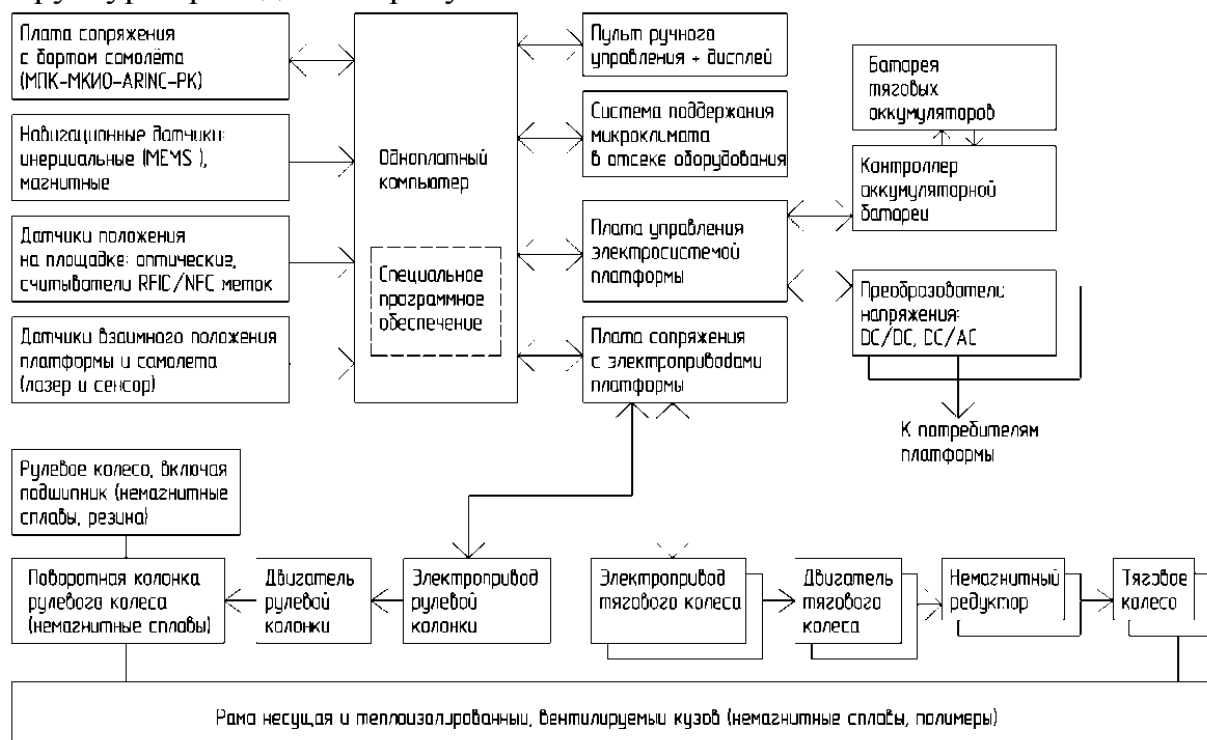 Плата сопряжения
с бортом самолёта
(МПК-МКИО-ARINC-РК)
Навигационные датчики:
инерциальные (MEMS ),
магнитные
Датчики положения
на площадке: оптические,
считыватели RFIC/NFC меток
Датчики взаимного положения
платформы и самолета
(лазер и сенсор)
Одноплатный
компьютер
Специальное
программное
обеспечение
Пульт ручного
управления + дисплей
Система поддержания
микроклимата
в отсеке оборудования
Плата управления
электросистемой
платформы
Плата сопряжения
с электроприводами
платформы
Батарея
тяговых
аккумуляторов
Контроллер
аккумуляторной
батареи
Преобразователи
напряжения:
DC/DC, DC/AC
К потребителям
платформы
Рулевое колесо, включая
подшипник (немагнитные
сплавы, резина)
Поворотная колонка
рулевого колеса
(немагнитные сплавы)
Двигатель
рулевой
колонки
Электропривод
рулевой
колонки
Электропривод
тягового колеса
Двигатель
тягового
колеса
Немагнитный
редуктор
Тяговое
колесо
Рама несущая и теплоизолированный, вентилируемый кузов (немагнитные сплавы, полимеры)